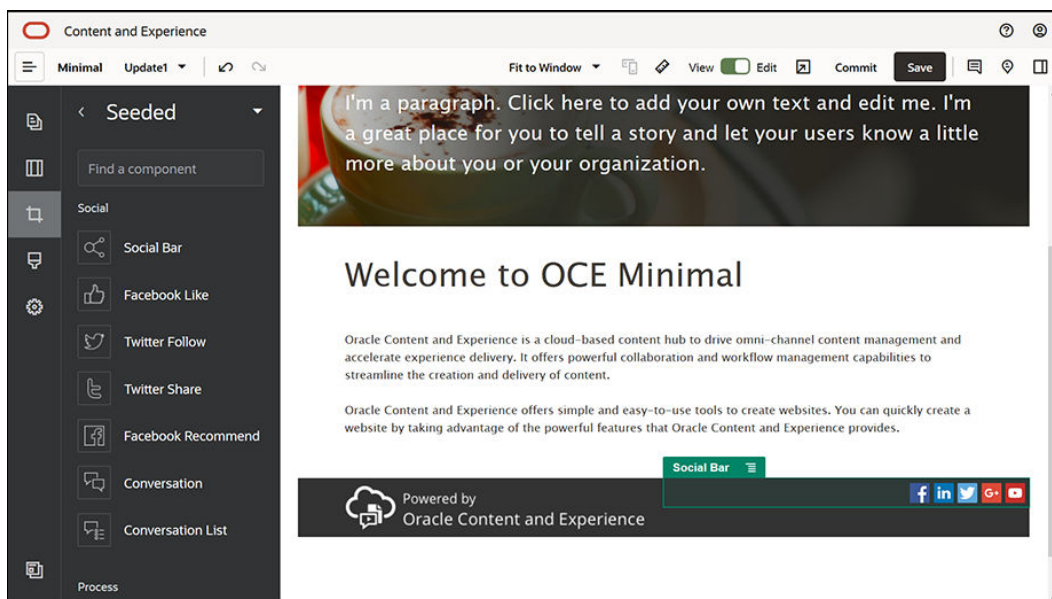 Content and Experience
Minimal Update1 Fit to Window View Edit Commit Save
Seeded
Find a component
Social
Social Bar
Facebook Like
Twitter Follow
Twitter Share
Facebook Recommend
Conversation
Conversation List
Process
I'm a paragraph. Click here to add your own text and edit me. I'm
a great place for you to tell a story and let your users know a little
more about you or your organization.
Welcome to OCE Minimal
Oracle Content and Experience is a cloud-based content hub to drive omni-channel content management and
accelerate experience delivery. It offers powerful collaboration and workflow management capabilities to
streamline the creation and delivery of content.
Oracle Content and Experience offers simple and easy-to-use tools to create websites. You can quickly create a
website by taking advantage of the powerful features that Oracle Content and Experience provides.
Social Bar
Powered by
Oracle Content and Experience
f in G+